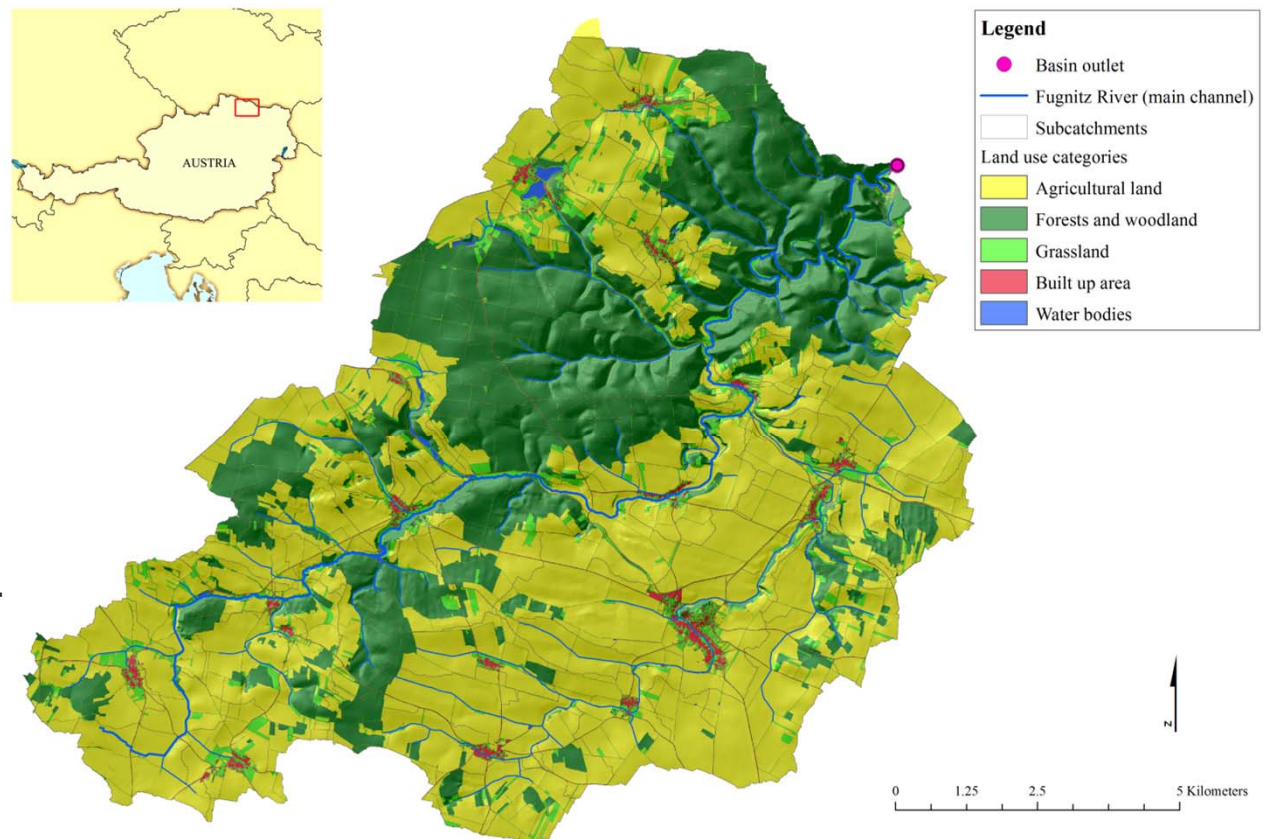 AUSTRIA
Legend
Basin outlet
Fugnitz River (main channel)
Subcatchments
Land use categories
Agricultural land
Forests and woodland
Grassland
Built up area
Water bodies
N
0 1.25 2.5 5 Kilometers